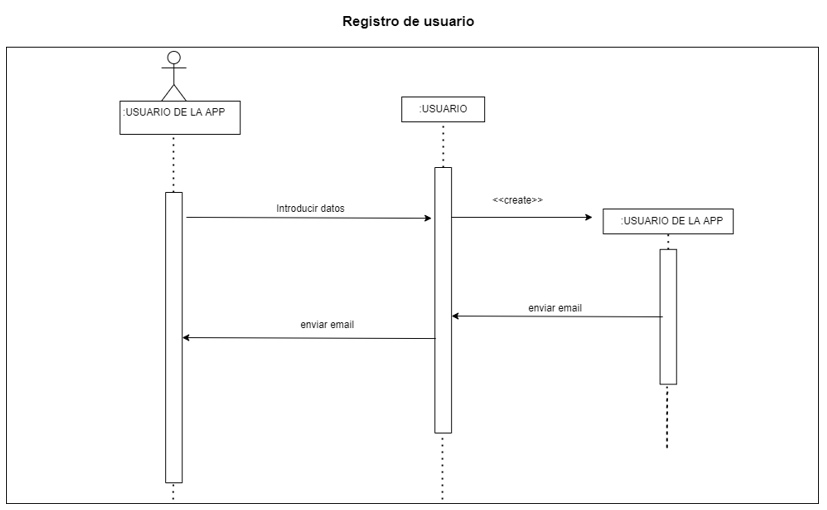 Registro de usuario
:USUARIO DE LA APP
:USUARIO
Introducir datos
<<create>>
:USUARIO DE LA APP
enviar email
enviar email